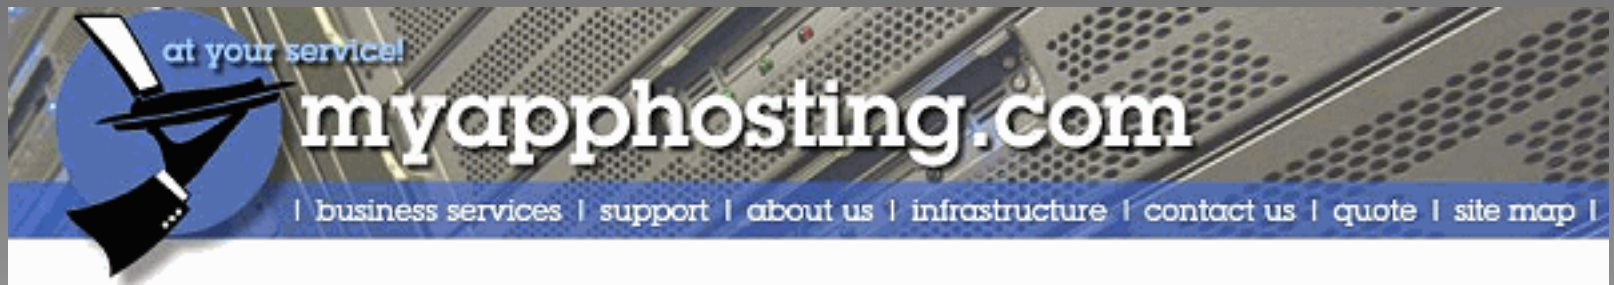 at your service!
myapphosting.com
| business services | support | about us | infrastructure | contact us | quote | site map |